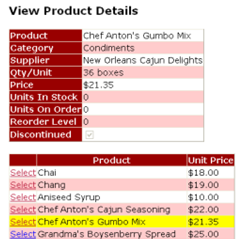 View Product Details
Product Chef Anton's Gumbo Mix
Category Condiments
Supplier New Orleans Cajun Delights
Qty/Unit 36 boxes
Price $21.35
Units In Stock 0
Units On Order 0
Reorder Level 0
Discontinued
Product Unit Price
Select Chai $18.00
Select Chang $19.00
Select Aniseed Syrup $10.00
Select Chef Anton's Cajun Seasoning $22.00
Select Chef Anton's Gumbo Mix $21.35
Select Grandma's Boysenberry Spread $25.00